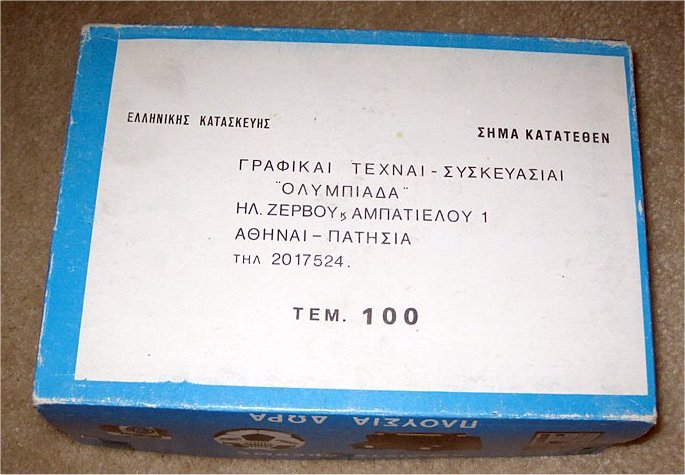 ΕΛΛΗΝΙΚΗΣ ΚΑΤΑΣΚΕΥΗΣ
ΣΗΜΑ ΚΑΤΑΤΕΘΕΝ
ΓΡΑΦΙΚΑΙ ΤΕΧΝΑΙ - ΣΥΣΚΕΥΑΣΙΑΙ
"ΟΛΥΜΠΙΑΔΑ"
ΗΛ. ΖΕΡΒΟΥ ϗ ΑΜΠΑΤΙΕΛΟΥ 1
ΑΘΗΝΑΙ - ΠΑΤΗΣΙΑ
ΤΗΛ 2017524.
ΤΕΜ. 100
ΠΛΟΥΣΙΑ ΔΩΡΑ